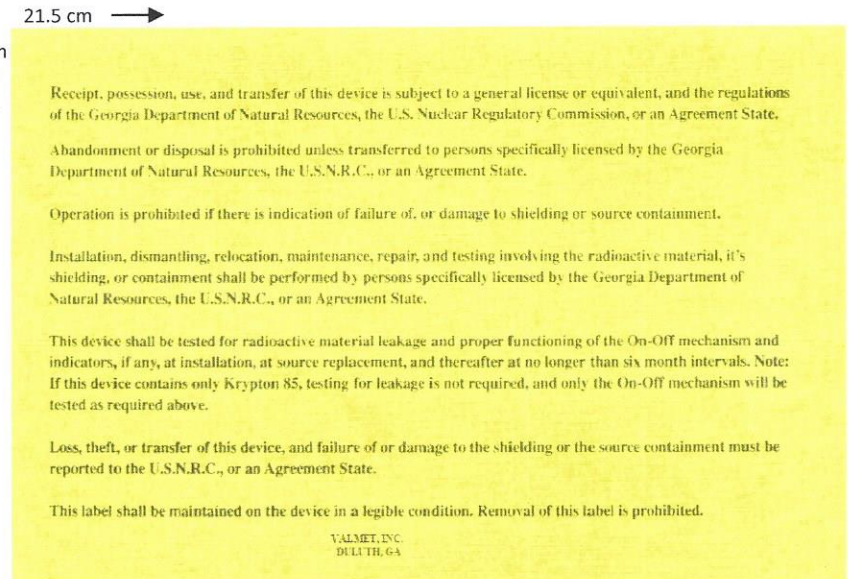 21.5 cm
Receipt, possession, use, and transfer of this device is subject to a general license or equivalent, and the regulations
of the Georgia Department of Natural Resources, the U.S. Nuclear Regulatory Commission, or an Agreement State.
Abandonment or disposal is prohibited unless transferred to persons specifically licensed by the Georgia
Department of Natural Resources, the U.S.N.R.C., or an Agreement State.
Operation is prohibited if there is indication of failure of, or damage to shielding or source containment.
Installation, dismantling, relocation, maintenance, repair, and testing involving the radioactive material, it's
shielding, or containment shall be performed by persons specifically licensed by the Georgia Department of
Natural Resources, the U.S.N.R.C., or an Agreement State.
This device shall be tested for radioactive material leakage and proper functioning of the On-Off mechanism and
indicators, if any, at installation, at source replacement, and thereafter at no longer than six month intervals. Note:
If this device contains only Krypton 85, testing for leakage is not required, and only the On-Off mechanism will be
tested as required above.
Loss, theft, or transfer of this device, and failure of or damage to the shielding or the source containment must be
reported to the U.S.N.R.C., or an Agreement State.
This label shall be maintained on the device in a legible condition. Removal of this label is prohibited.
VALMET, INC.
DULUTH, GA